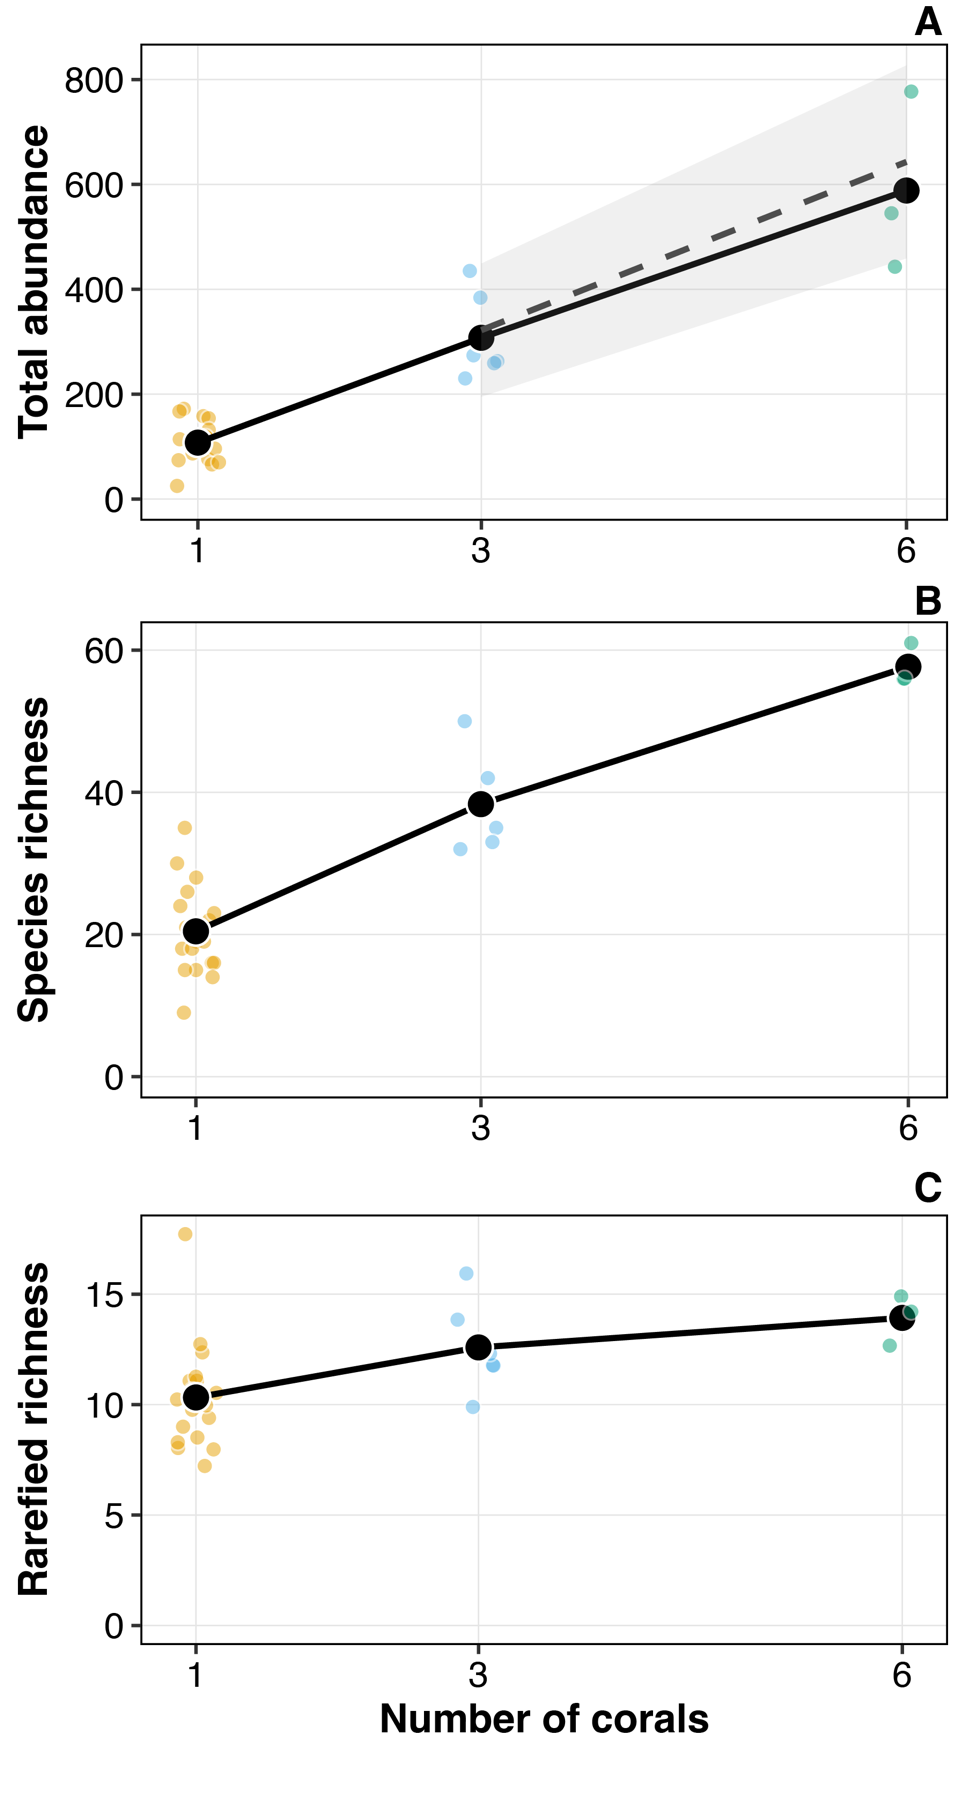 A
Total abundance
800
600
400
200
0
1 3 6
B
Species richness
60
40
20
0
1 3 6
C
Rarefied richness
15
10
5
0
1 3 6
Number of corals